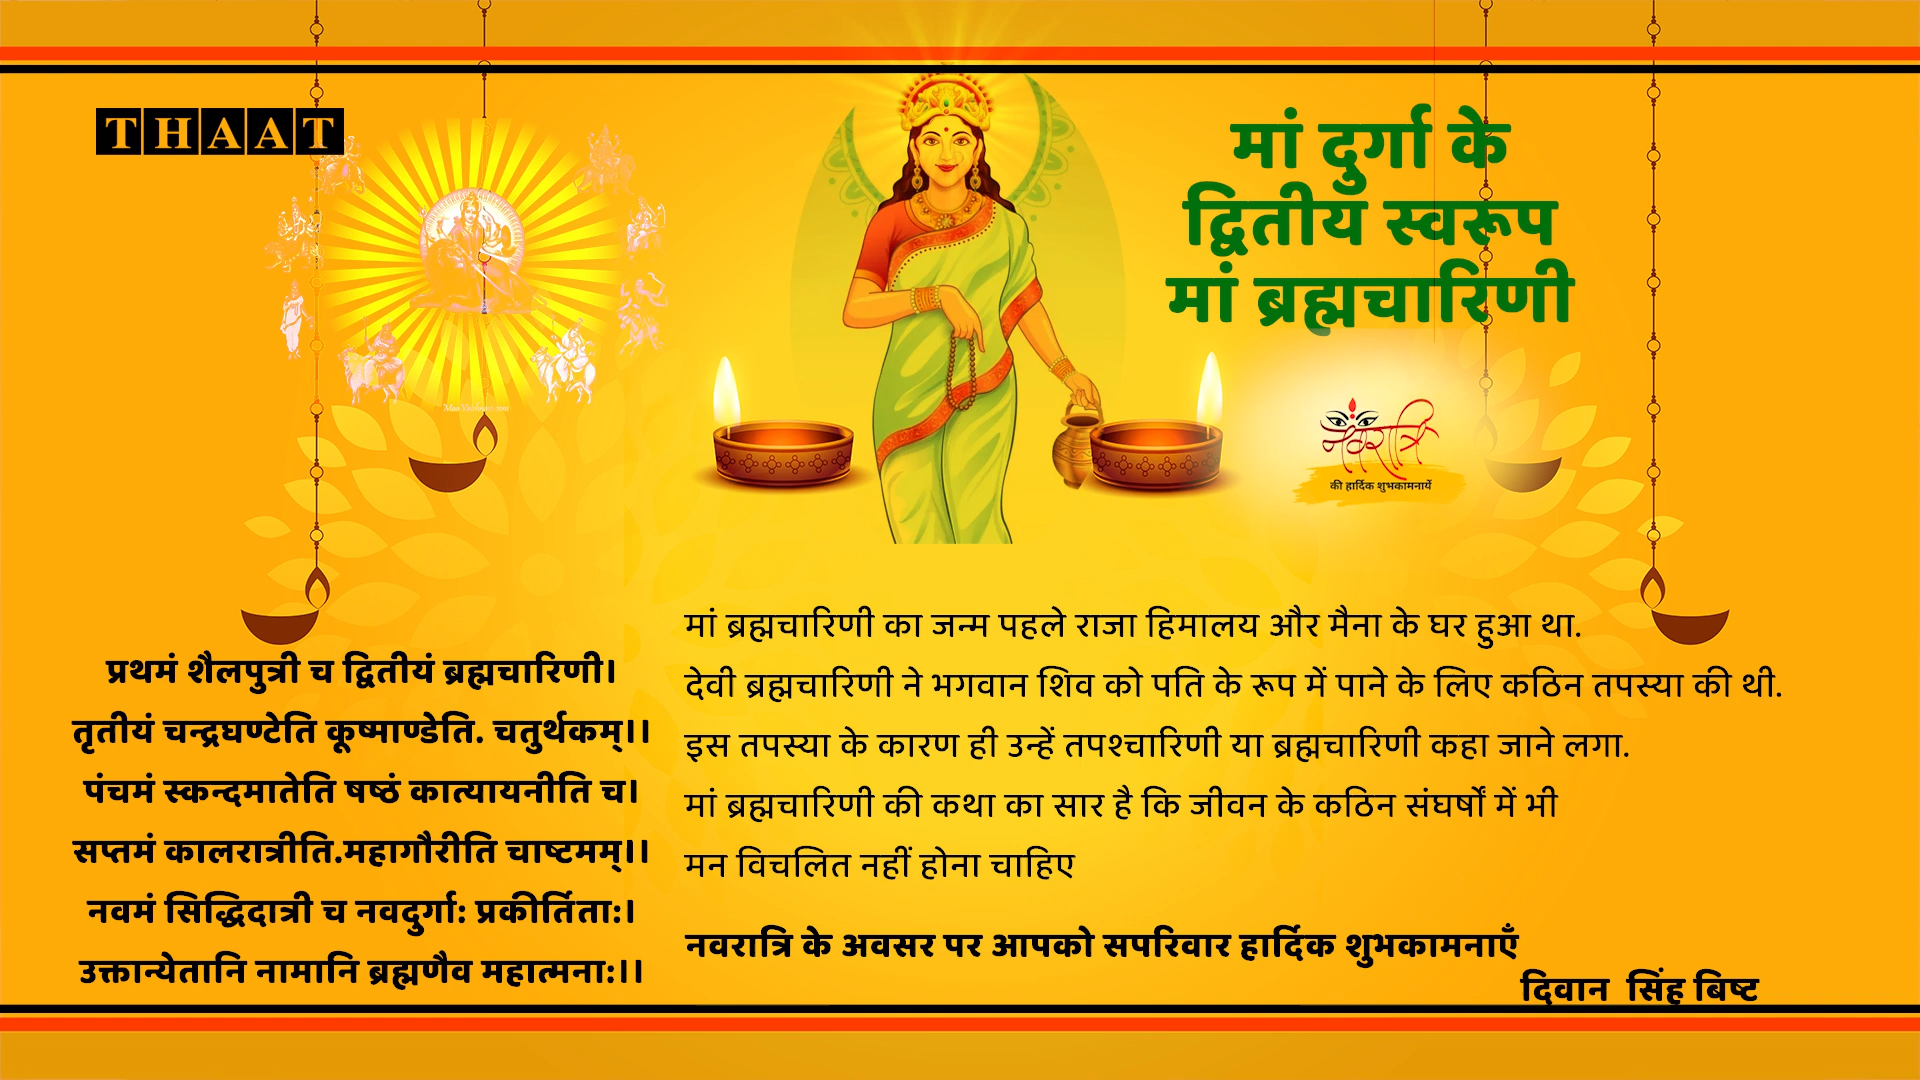 THAAT
मां दुर्गा के
द्वितीय स्वरूप
मां ब्रह्मचारिणी
नवरात्रि
की हार्दिक शुभकामनायें
प्रथमं शैलपुत्री च द्वितीयं ब्रह्मचारिणी।
तृतीयं चन्द्रघण्टेति कूष्माण्डेति. चतुर्थकम्।।
पंचमं स्कन्दमातेति षष्ठं कात्यायनीति च।
सप्तमं कालरात्रीति.महागौरीति चाष्टमम्।।
नवमं सिद्धिदात्री च नवदुर्गा: प्रकीर्तिता:।
उक्तान्येतानि नामानि ब्रह्मणैव महात्मना:।।
मां ब्रह्मचारिणी का जन्म पहले राजा हिमालय और मैना के घर हुआ था.
देवी ब्रह्मचारिणी ने भगवान शिव को पति के रूप में पाने के लिए कठिन तपस्या की थी.
इस तपस्या के कारण ही उन्हें तपश्चारिणी या ब्रह्मचारिणी कहा जाने लगा.
मां ब्रह्मचारिणी की कथा का सार है कि जीवन के कठिन संघर्षों में भी
मन विचलित नहीं होना चाहिए
नवरात्रि के अवसर पर आपको सपरिवार हार्दिक शुभकामनाएँ
दिवान सिंह बिष्ट